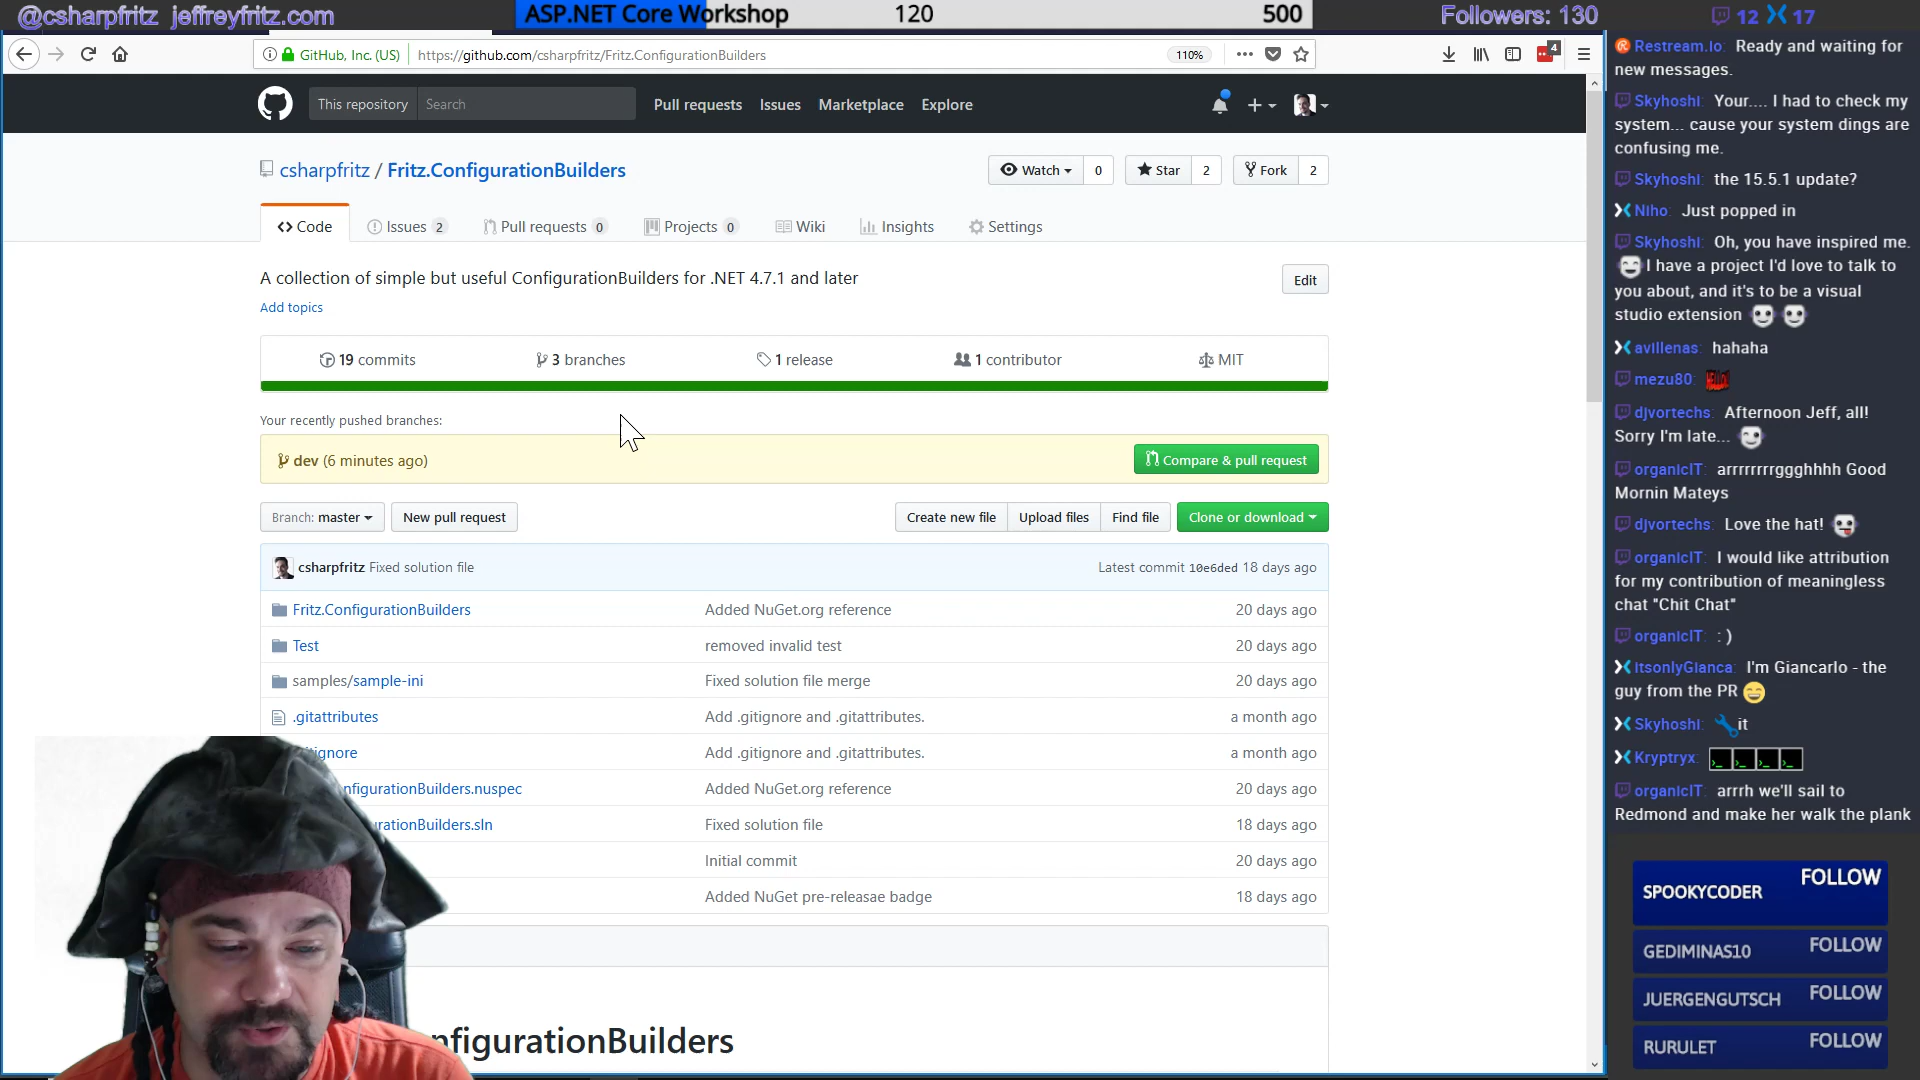 @csharpfritz jeffreyfritz.com
ASP.NET Core Workshop 120 500
Followers: 130
12 17
GitHub, Inc. (US) https://github.com/csharpfritz/Fritz.ConfigurationBuilders 110%
4
This repository Search Pull requests Issues Marketplace Explore
csharpfritz / Fritz.ConfigurationBuilders
Watch 0 Star 2 Fork 2
Code Issues 2 Pull requests 0 Projects 0 Wiki Insights Settings
A collection of simple but useful ConfigurationBuilders for .NET 4.7.1 and later
Edit
Add topics
19 commits 3 branches 1 release 1 contributor MIT
Your recently pushed branches:
dev (6 minutes ago) Compare & pull request
Branch: master New pull request Create new file Upload files Find file Clone or download
csharpfritz Fixed solution file Latest commit 10e6ded 18 days ago
Fritz.ConfigurationBuilders Added NuGet.org reference 20 days ago
Test removed invalid test 20 days ago
samples/sample-ini Fixed solution file merge 20 days ago
.gitattributes Add .gitignore and .gitattributes. a month ago
ignore Add .gitignore and .gitattributes. a month ago
nfigurationBuilders.nuspec Added NuGet.org reference 20 days ago
urationBuilders.sln Fixed solution file 18 days ago
Initial commit 20 days ago
Added NuGet pre-releasae badge 18 days ago
nfigurationBuilders
Restream.io: Ready and waiting for
new messages.
Skyhoshi: Your.... I had to check my
system... cause your system dings are
confusing me.
Skyhoshi: the 15.5.1 update?
Niho: Just popped in
Skyhoshi: Oh, you have inspired me.
I have a project I'd love to talk to
you about, and it's to be a visual
studio extension
avillenas: hahaha
mezu80:
djvortechs: Afternoon Jeff, all!
Sorry I'm late...
organicIT: arrrrrrrggghhhh Good
Mornin Mateys
djvortechs: Love the hat!
organicIT: I would like attribution
for my contribution of meaningless
chat "Chit Chat"
organicIT: : )
ItsonlyGianca: I'm Giancarlo - the
guy from the PR
Skyhoshi: it
Kryptryx:
organicIT: arrrh we'll sail to
Redmond and make her walk the plank
SPOOKYCODER FOLLOW
GEDIMINAS10 FOLLOW
JUERGENGUTSCH FOLLOW
RURULET FOLLOW